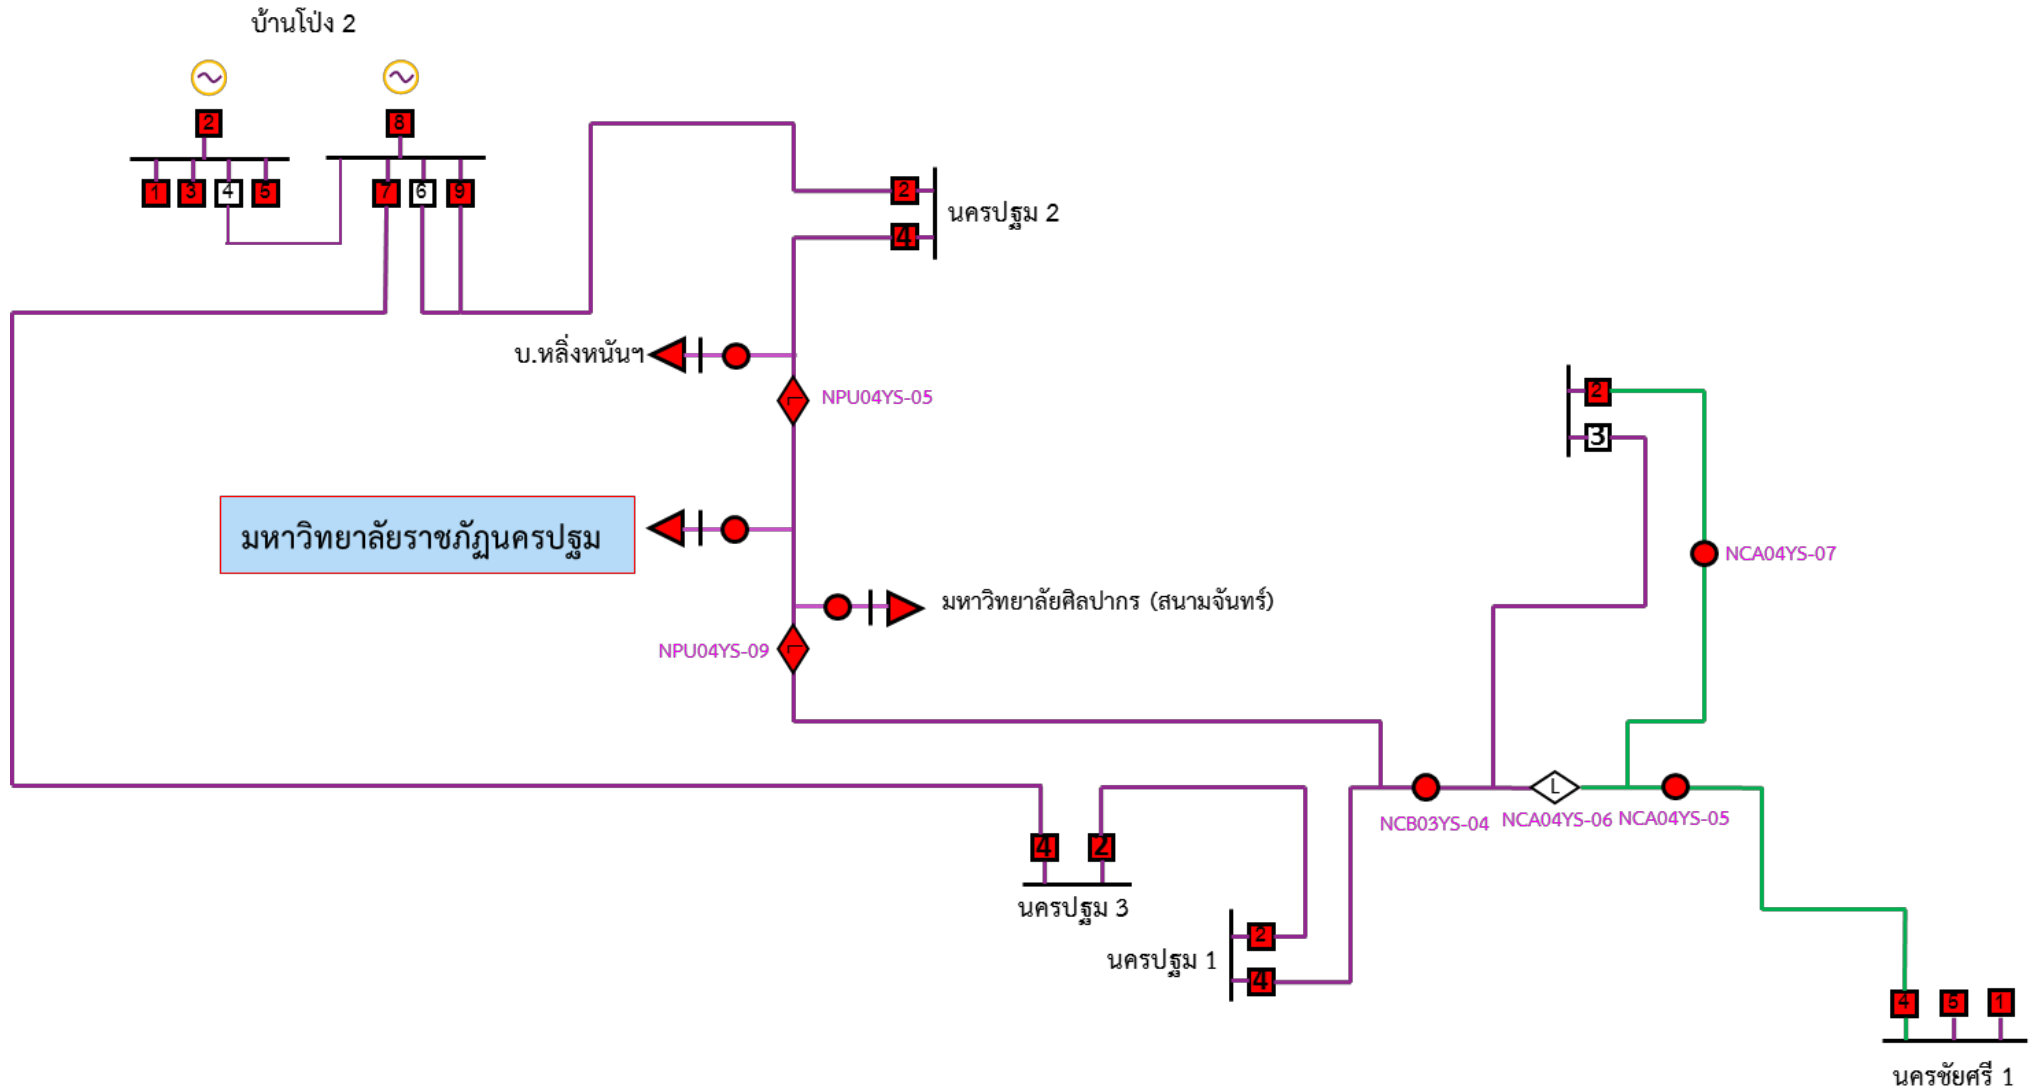 บ้านโป่ง 2
2
8
1
3
4
5
7
6
9
2
นครปฐม 2
4
บ.หลิ่งหนันฯ
NPU04YS-05
2
3
NCA04YS-07
มหาวิทยาลัยราชภัฏนครปฐม
มหาวิทยาลัยศิลปากร (สนามจันทร์)
NPU04YS-09
L
NCB03YS-04
NCA04YS-06
NCA04YS-05
4
2
นครปฐม 3
2
นครปฐม 1
4
4
5
1
นครชัยศรี 1